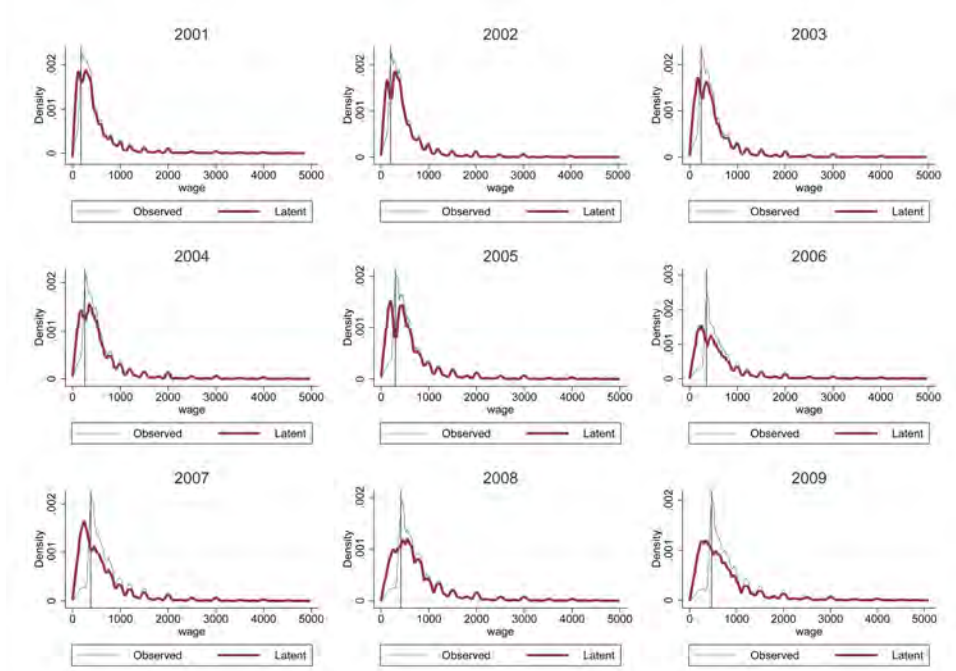 2001 2002 2003
Density Density Density
.002 .002 .002
.001 .001 .001
0 0 0
0 1000 2000 3000 4000 5000 0 1000 2000 3000 4000 5000 0 1000 2000 3000 4000 5000
wage wage wage
Observed Latent Observed Latent Observed Latent
2004 2005 2006
Density Density Density
.002 .002 .003
.002
.001 .001 .001
0 0 0
0 1000 2000 3000 4000 5000 0 1000 2000 3000 4000 5000 0 1000 2000 3000 4000 5000
wage wage wage
Observed Latent Observed Latent Observed Latent
2007 2008 2009
Density Density Density
.002 .002 .002
.001 .001 .001
0 0 0
0 1000 2000 3000 4000 5000 0 1000 2000 3000 4000 5000 0 1000 2000 3000 4000 5000
wage wage wage
Observed Latent Observed Latent Observed Latent